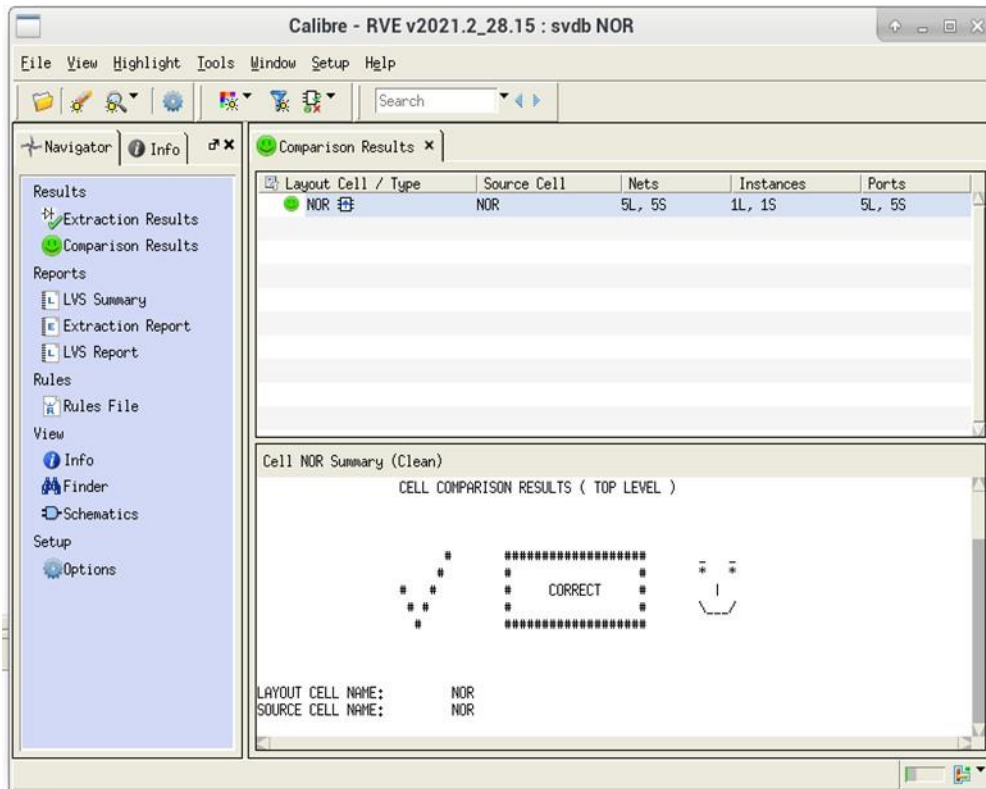 Calibre - RVE v2021.2_28.15 : svdb NOR
File View Highlight Tools Window Setup Help
Search
Navigator Info
Results
Extraction Results
Comparison Results
Reports
LVS Summary
Extraction Report
LVS Report
Rules
Rules File
View
Info
Finder
Schematics
Setup
Options
Comparison Results
Layout Cell / Type Source Cell Nets Instances Ports
NOR NOR 5L, 5S 1L, 1S 5L, 5S
Cell NOR Summary (Clean)
CELL COMPARISON RESULTS ( TOP LEVEL )
# ################### _ _
# # # * *
# # # CORRECT # |
# # # # \___/
# ###################
LAYOUT CELL NAME: NOR
SOURCE CELL NAME: NOR